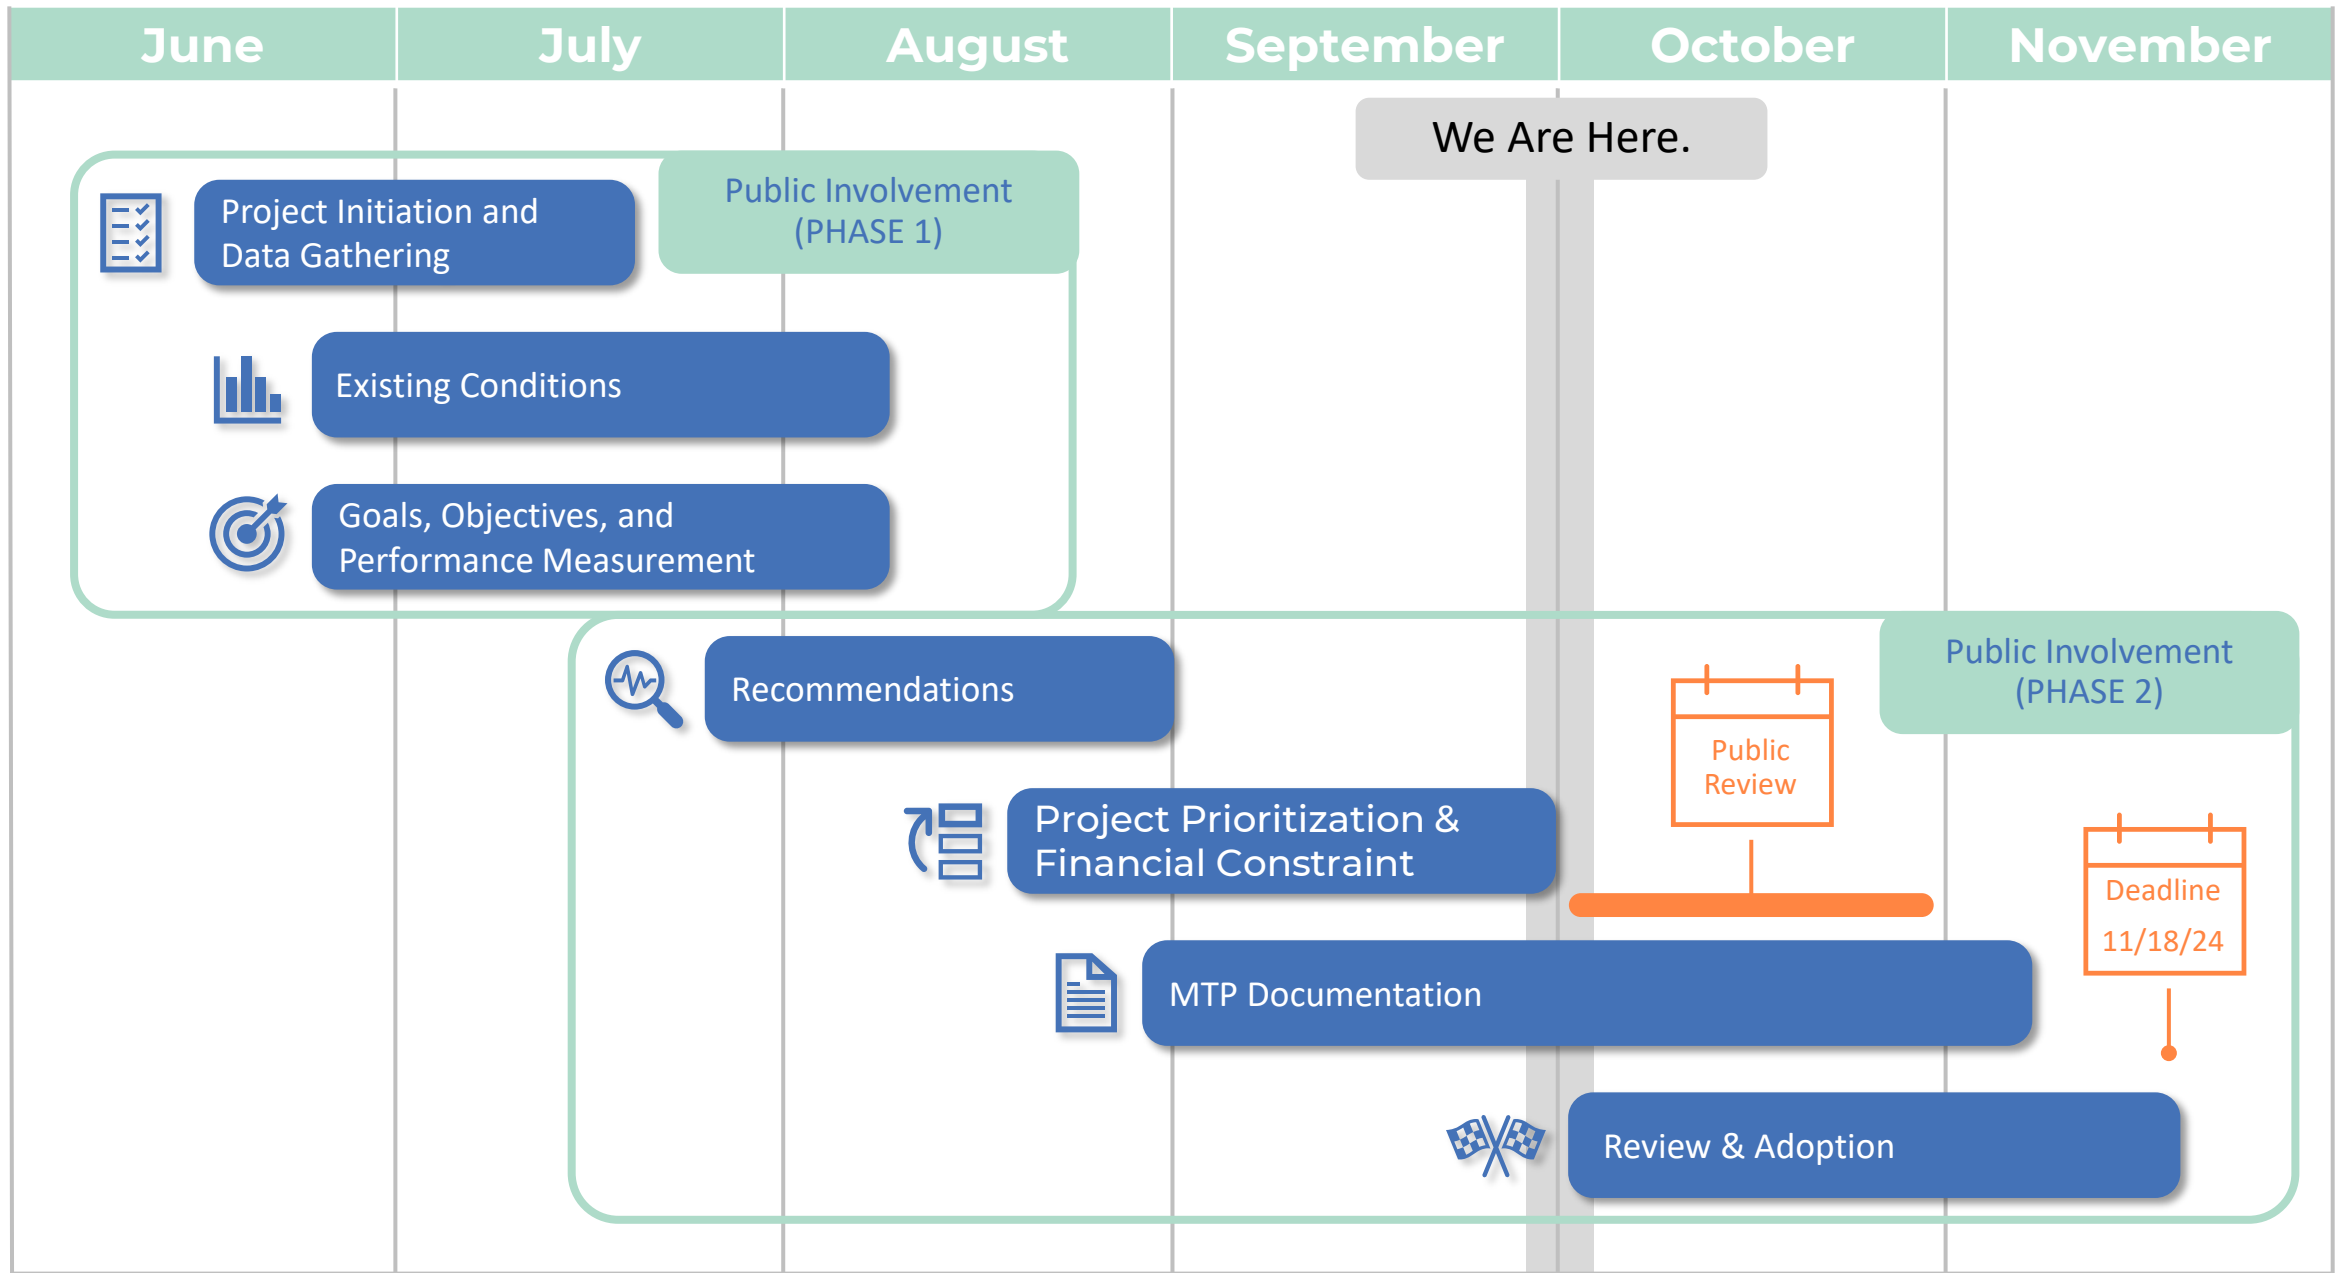 June
July
August
September
October
November
We Are Here.
Public Involvement
(PHASE 1)
Project Initiation and
Data Gathering
Existing Conditions
Goals, Objectives, and
Performance Measurement
Public Involvement
(PHASE 2)
Recommendations
Public
Review
Project Prioritization &
Financial Constraint
Deadline
11/18/24
MTP Documentation
Review & Adoption